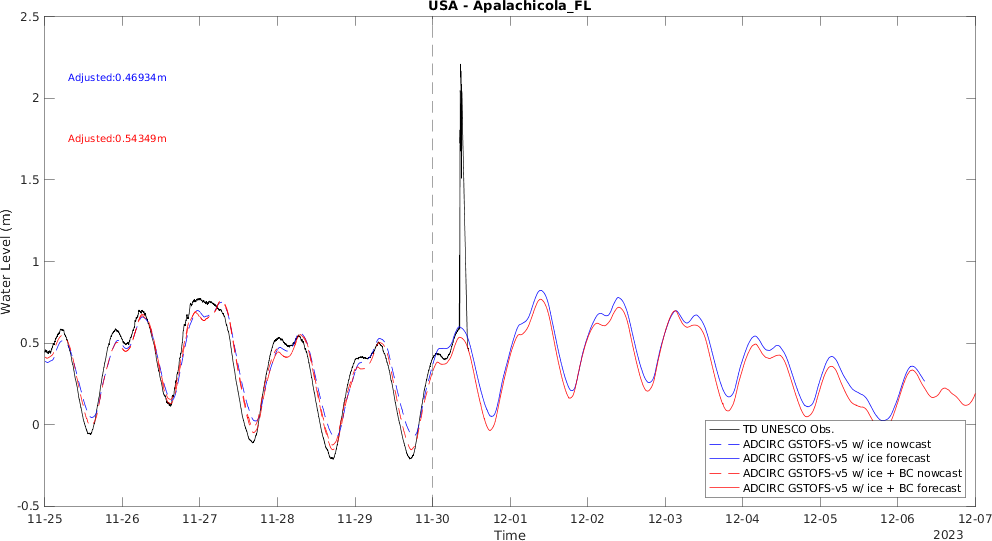 USA - Apalachicola_FL
2.5
2
1.5
1
0.5
0
-0.5
Water Level (m)
Adjusted:0.46934m
Adjusted:0.54349m
TD UNESCO Obs.
ADCIRC GSTOFS-v5 w/ ice nowcast
ADCIRC GSTOFS-v5 w/ ice forecast
ADCIRC GSTOFS-v5 w/ ice + BC nowcast
ADCIRC GSTOFS-v5 w/ ice + BC forecast
11-25 11-26 11-27 11-28 11-29 11-30 12-01 12-02 12-03 12-04 12-05 12-06 12-07
Time
2023